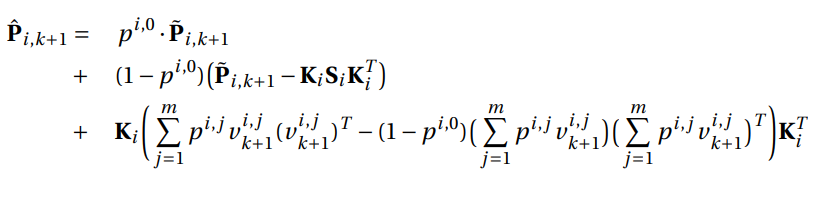 P̂_{i,k+1} = p^{i,0} · P̃_{i,k+1}
+ (1 − p^{i,0})(P̃_{i,k+1} − K_i S_i K_i^T)
+ K_i(∑_{j=1}^{m} p^{i,j} v_{k+1}^{i,j} (v_{k+1}^{i,j})^T − (1 − p^{i,0})(∑_{j=1}^{m} p^{i,j} v_{k+1}^{i,j})(∑_{j=1}^{m} p^{i,j} v_{k+1}^{i,j})^T)K_i^T